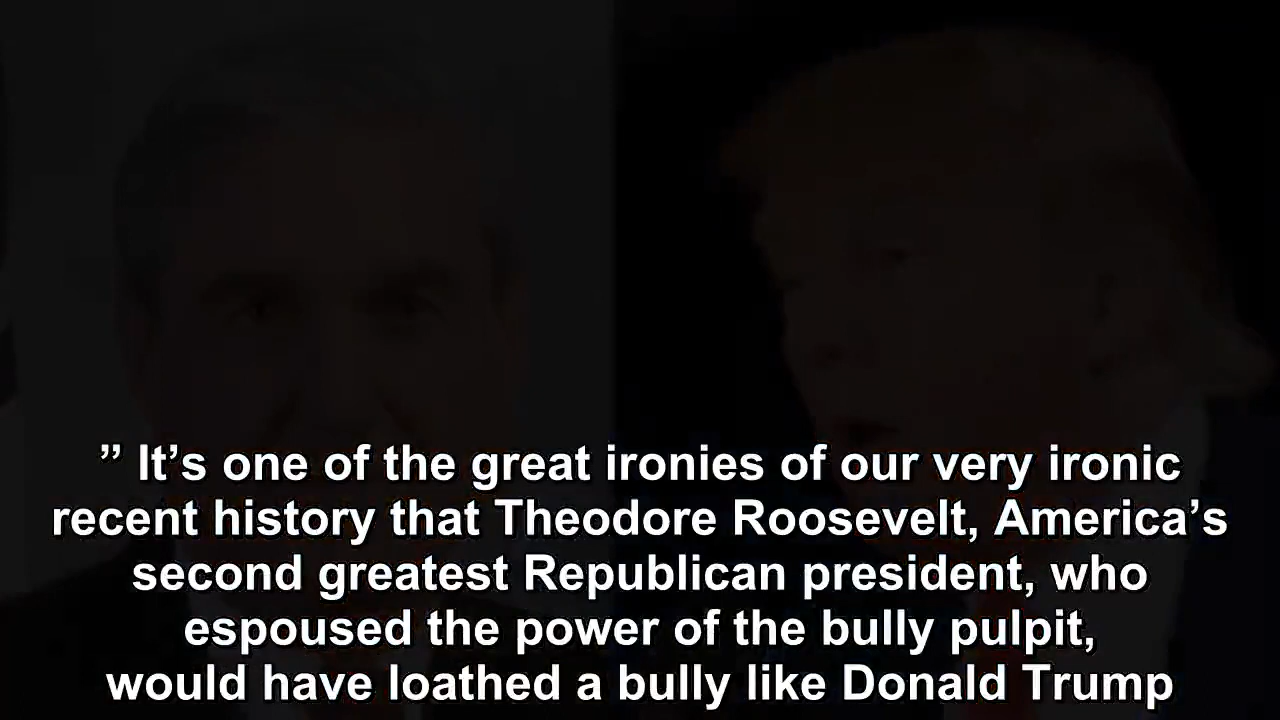 ” It’s one of the great ironies of our very ironic
recent history that Theodore Roosevelt, America’s
second greatest Republican president, who
espoused the power of the bully pulpit,
would have loathed a bully like Donald Trump